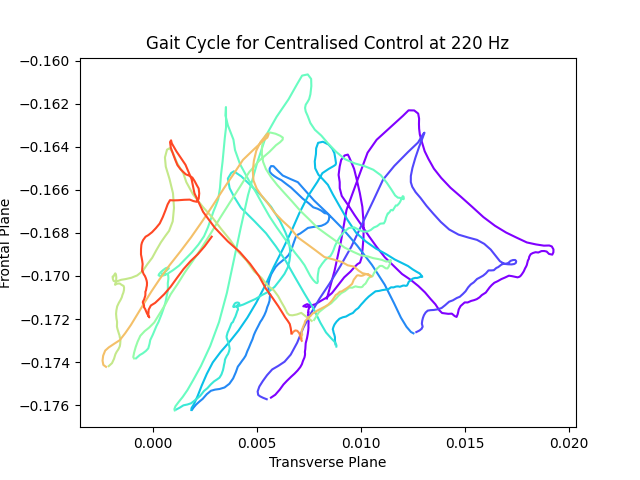 Gait Cycle for Centralised Control at 220 Hz
Frontal Plane
−0.160
−0.162
−0.164
−0.166
−0.168
−0.170
−0.172
−0.174
−0.176
0.000 0.005 0.010 0.015 0.020
Transverse Plane